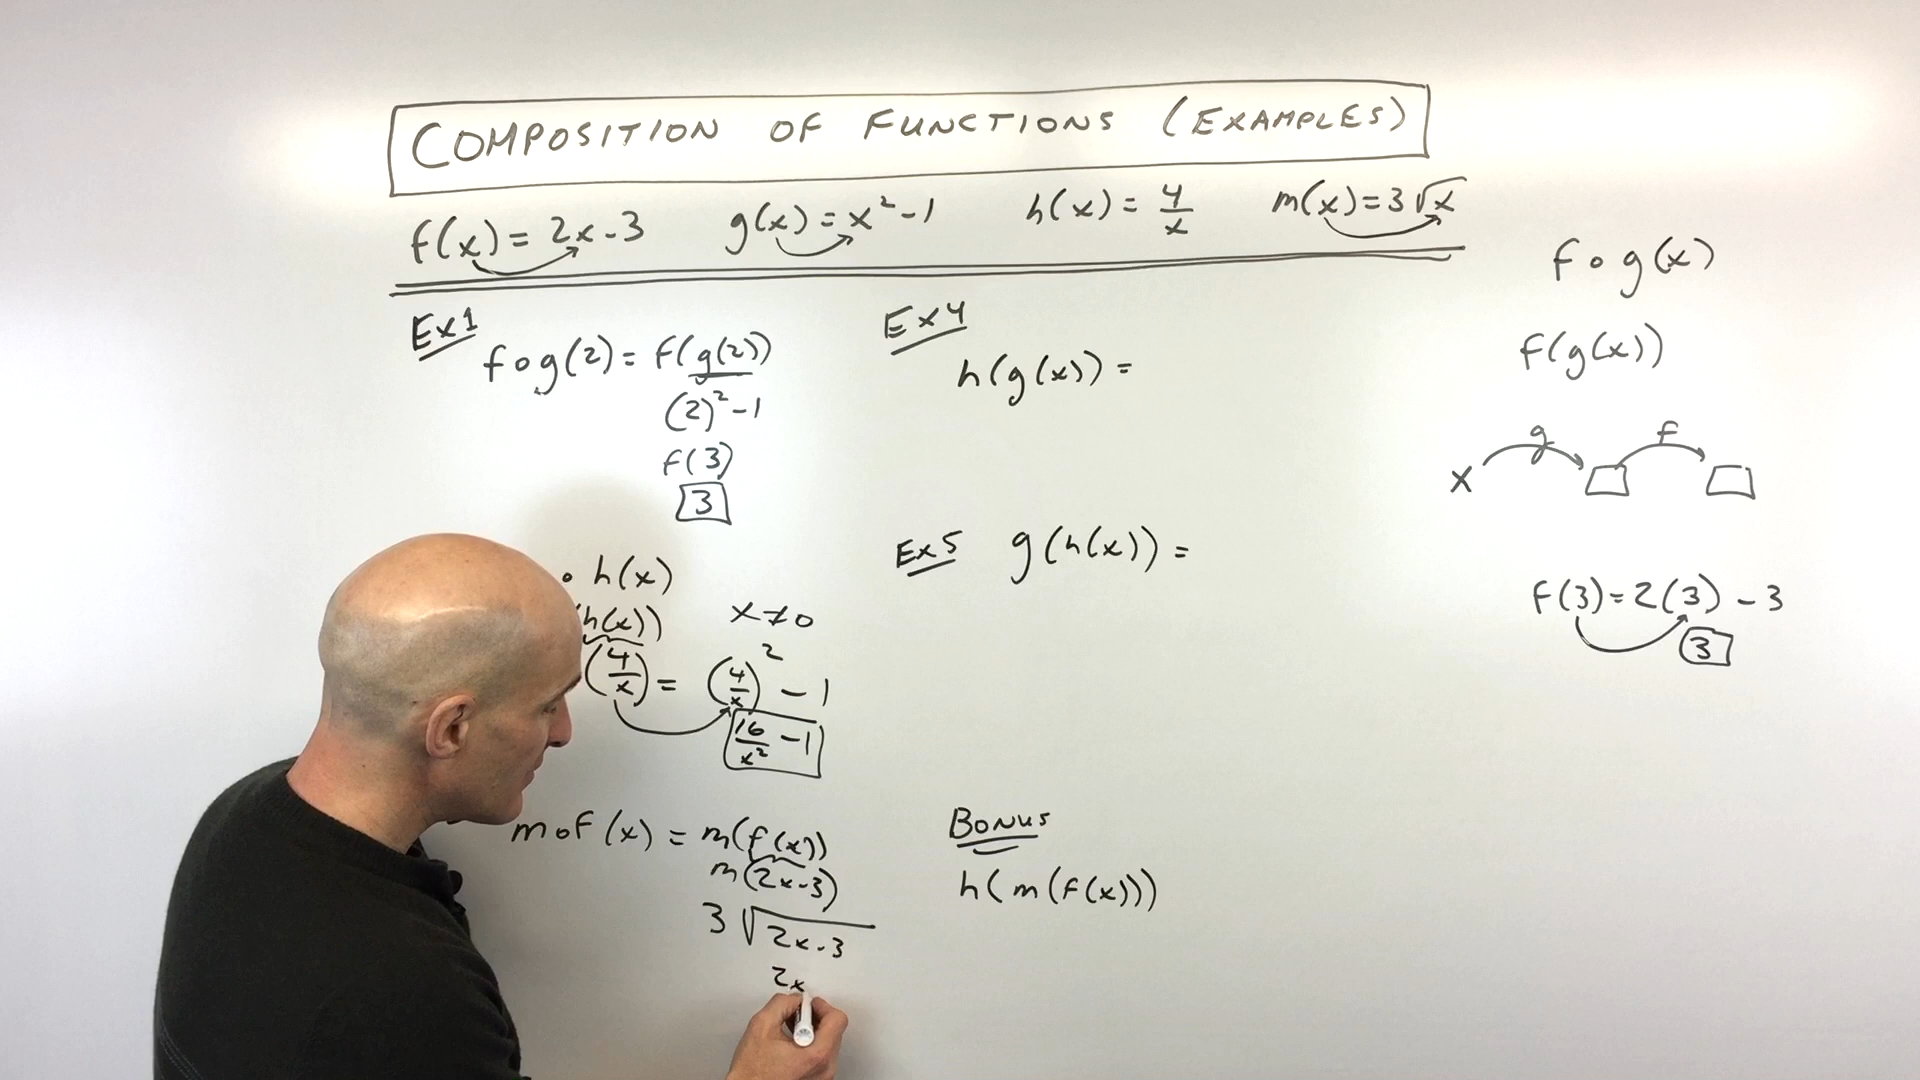 COMPOSITION OF FUNCTIONS (EXAMPLES)
f(x) = 2x - 3 g(x) = x² - 1 h(x) = 4/x m(x) = 3√x
Ex1
f∘g(2) = f(g(2))
(2)² - 1
f(3)
3
∘ h(x)
(h(x)) x ≠ 0
(4/x) = (4/x)² - 1
16/x² - 1
m∘f(x) = m(f(x))
m(2x-3)
3√2x-3
2x
Ex4
h(g(x)) =
Ex5 g(h(x)) =
Bonus
h(m(f(x)))
f∘g(x)
f(g(x))
g f
x
f(3) = 2(3) - 3
3